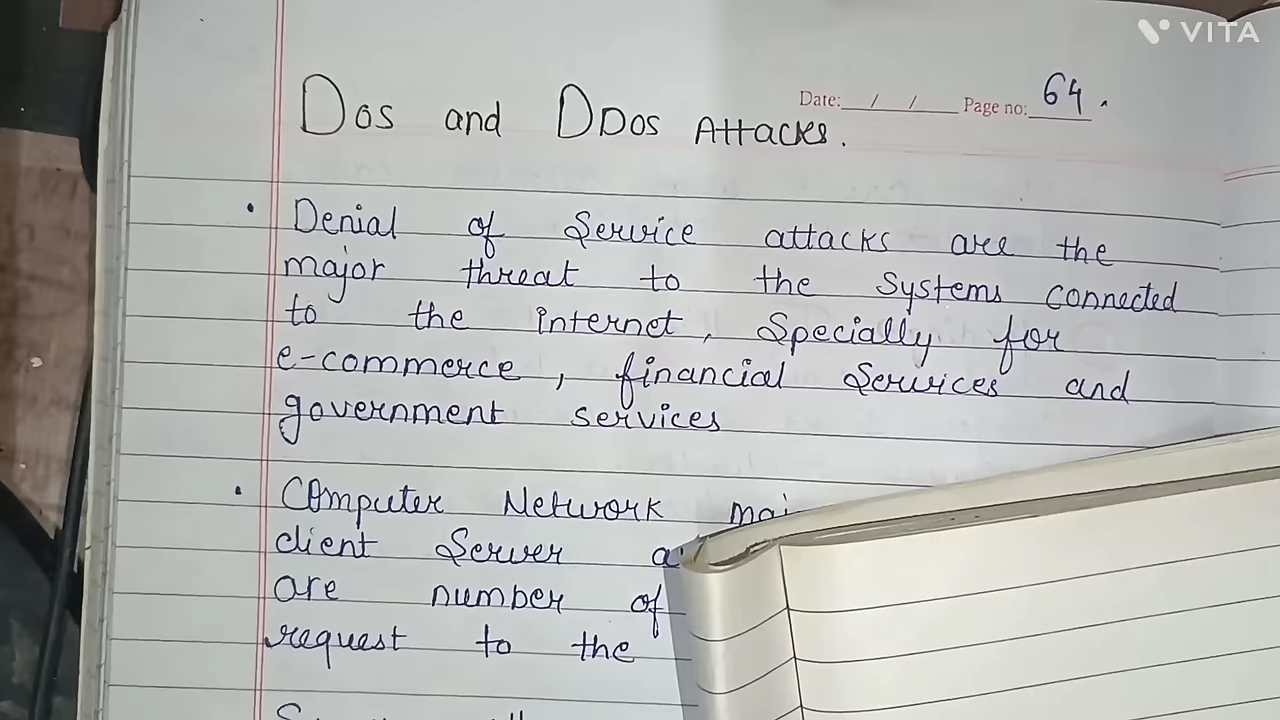 VITA
Date: / / Page no: 64.
Dos and DDos Attacks.
• Denial of Service attacks are the
major threat to the Systems connected
to the internet, Specially for
e-commerce, financial Services and
government services
• Computer Network
client Server
are number of
request to the